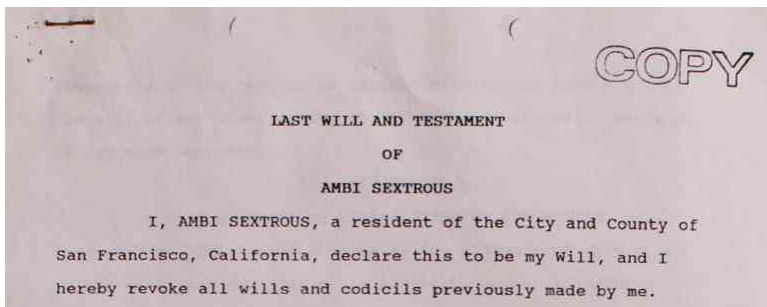 COPY
LAST WILL AND TESTAMENT
OF
AMBI SEXTROUS
I, AMBI SEXTROUS, a resident of the City and County of
San Francisco, California, declare this to be my Will, and I
hereby revoke all wills and codicils previously made by me.